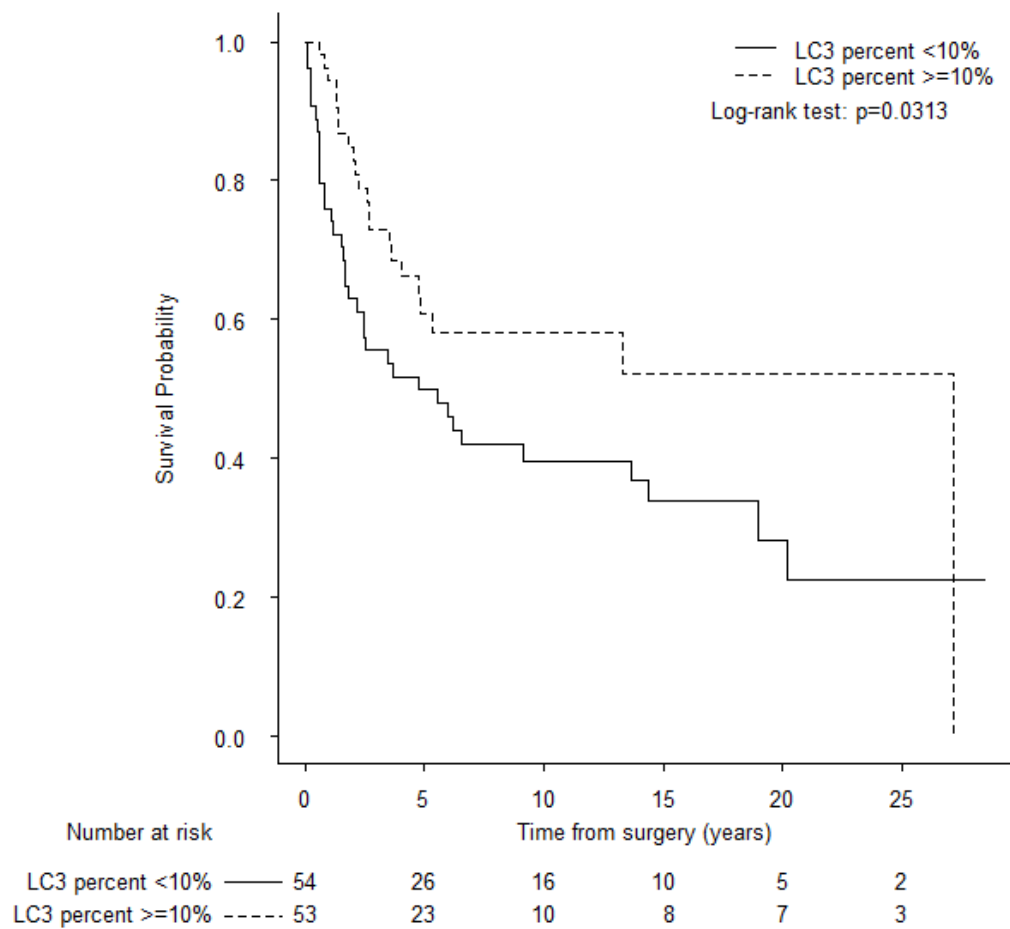 LC3 percent <10%
LC3 percent >=10%
Log-rank test: p=0.0313
Survival Probability
1.0
0.8
0.6
0.4
0.2
0.0
0 5 10 15 20 25
Number at risk Time from surgery (years)
LC3 percent <10% 54 26 16 10 5 2
LC3 percent >=10% 53 23 10 8 7 3